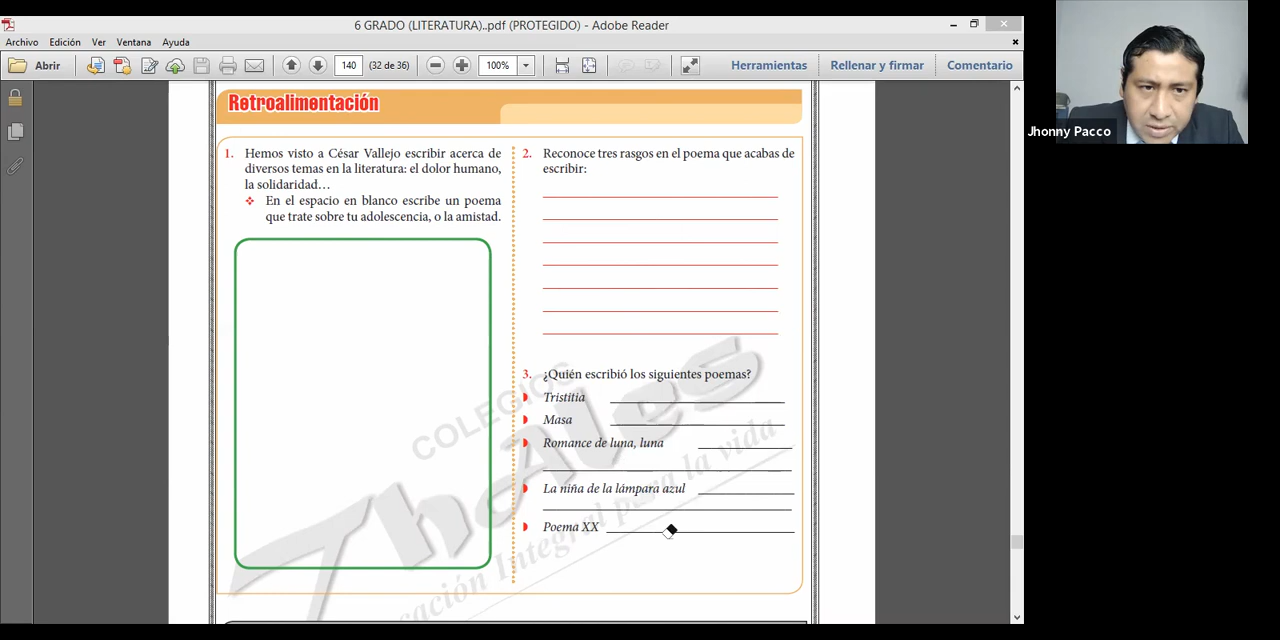 6 GRADO (LITERATURA)..pdf (PROTEGIDO) - Adobe Reader
Archivo Edición Ver Ventana Ayuda
Abrir 140 (32 de 36) 100% Herramientas Rellenar y firmar Comentario
Retroalimentación
1. Hemos visto a César Vallejo escribir acerca de
diversos temas en la literatura: el dolor humano,
la solidaridad…
En el espacio en blanco escribe un poema
que trate sobre tu adolescencia, o la amistad.
2. Reconoce tres rasgos en el poema que acabas de
escribir:
3. ¿Quién escribió los siguientes poemas?
Tristitia
Masa
Romance de luna, luna
La niña de la lámpara azul
Poema XX
COLEGIOS
Thales
cación Integral para la vida
Jhonny Pacco